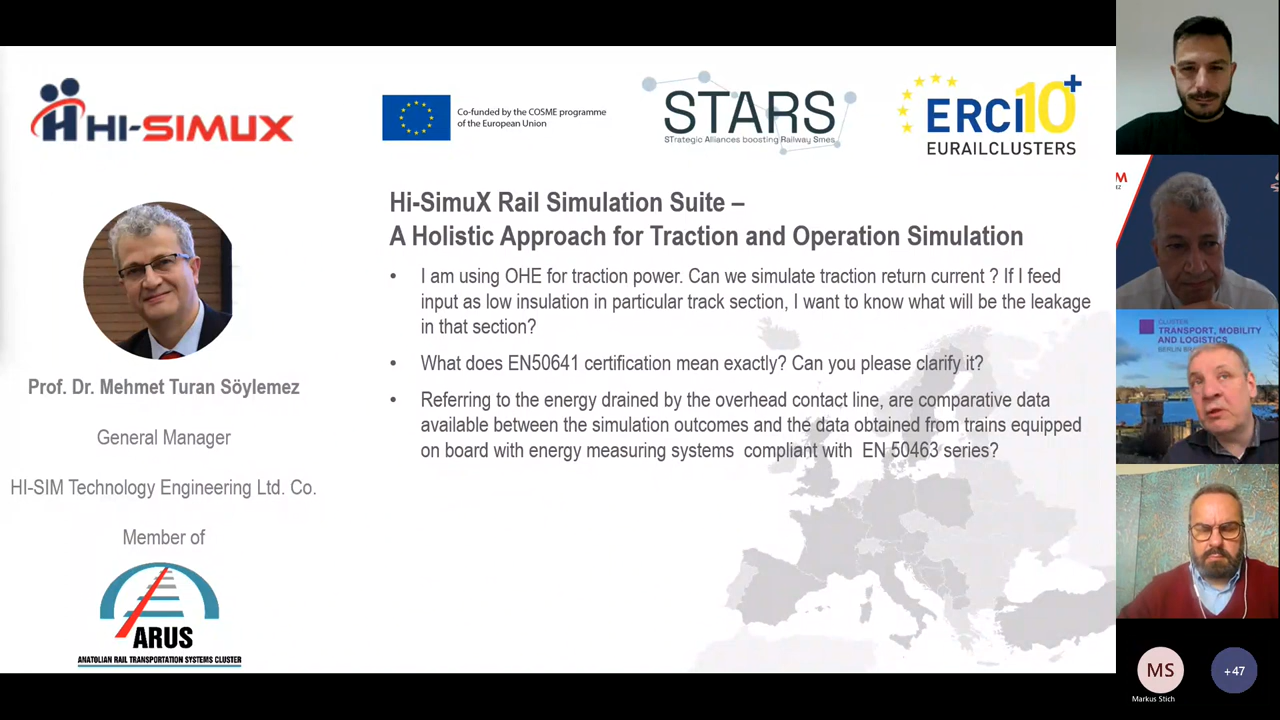 HI-SIMUX
Co-funded by the COSME programme
of the European Union
STARS
STrategic Alliances boosting Railway Smes
ERCI10+
EURAILCLUSTERS
Hi-SimuX Rail Simulation Suite –
A Holistic Approach for Traction and Operation Simulation
• I am using OHE for traction power. Can we simulate traction return current ? If I feed
input as low insulation in particular track section, I want to know what will be the leakage
in that section?
• What does EN50641 certification mean exactly? Can you please clarify it?
• Referring to the energy drained by the overhead contact line, are comparative data
available between the simulation outcomes and the data obtained from trains equipped
on board with energy measuring systems compliant with EN 50463 series?
Prof. Dr. Mehmet Turan Söylemez
General Manager
HI-SIM Technology Engineering Ltd. Co.
Member of
ARUS
ANATOLIAN RAIL TRANSPORTATION SYSTEMS CLUSTER
CLUSTER
TRANSPORT, MOBILITY
AND LOGISTICS
MS
+47
Markus Stich